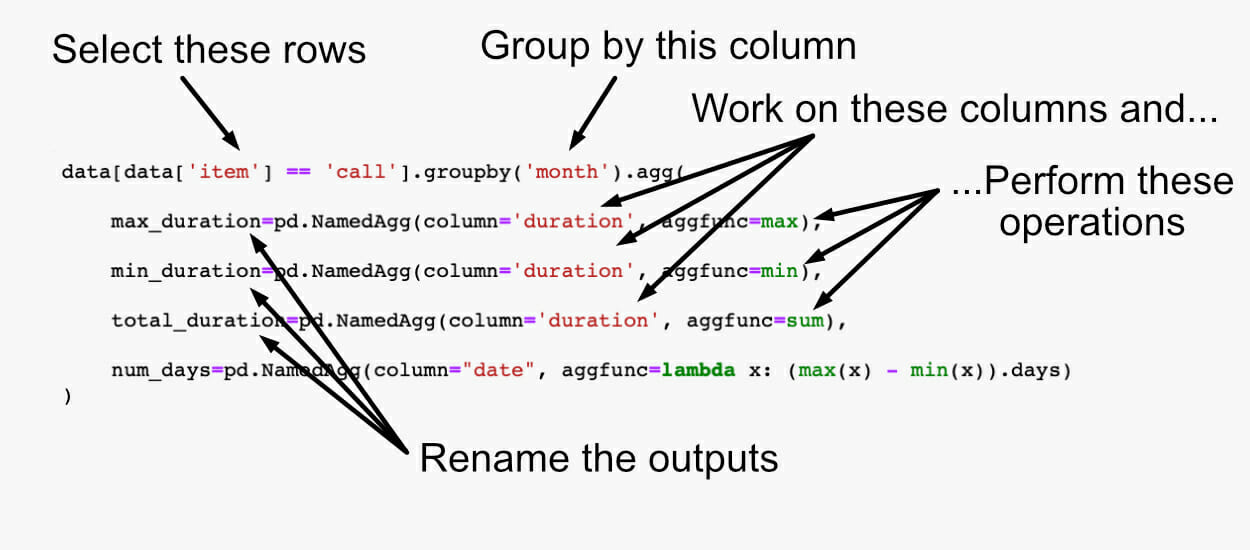 Select these rows
Group by this column
Work on these columns and...
...Perform these
operations
data[data['item'] == 'call'].groupby('month').agg(
max_duration=pd.NamedAgg(column='duration', aggfunc=max),
min_duration=pd.NamedAgg(column='duration', aggfunc=min),
total_duration=pd.NamedAgg(column='duration', aggfunc=sum),
num_days=pd.NamedAgg(column="date", aggfunc=lambda x: (max(x) - min(x)).days)
)
Rename the outputs